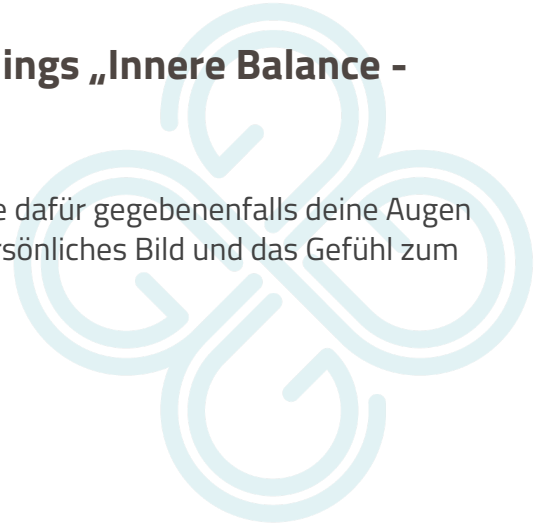 ings „Innere Balance -
e dafür gegebenenfalls deine Augen
rsönliches Bild und das Gefühl zum